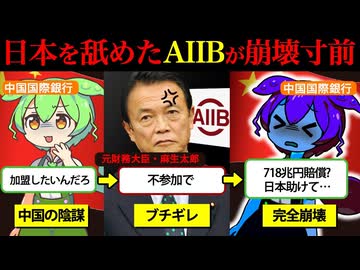 日本を舐めたAIIBが崩壊寸前
中国国際銀行
AIIB
中国国際銀行
元財務大臣・麻生太郎
加盟したいんだろ
不参加で
718兆円賠償?
日本助けて…
中国の陰謀
ブチギレ
完全崩壊